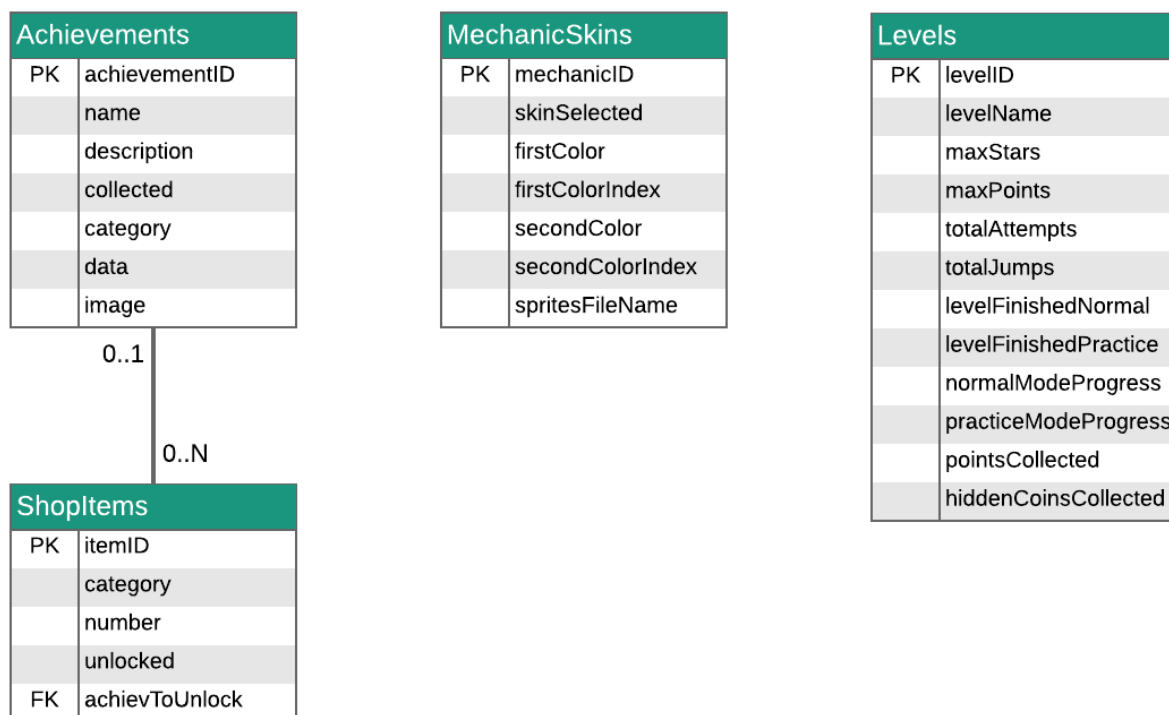 Achievements
PK achievementID
name
description
collected
category
data
image
0..1
0..N
ShopItems
PK itemID
category
number
unlocked
FK achievToUnlock
MechanicSkins
PK mechanicID
skinSelected
firstColor
firstColorIndex
secondColor
secondColorIndex
spritesFileName
Levels
PK levelID
levelName
maxStars
maxPoints
totalAttempts
totalJumps
levelFinishedNormal
levelFinishedPractice
normalModeProgress
practiceModeProgress
pointsCollected
hiddenCoinsCollected